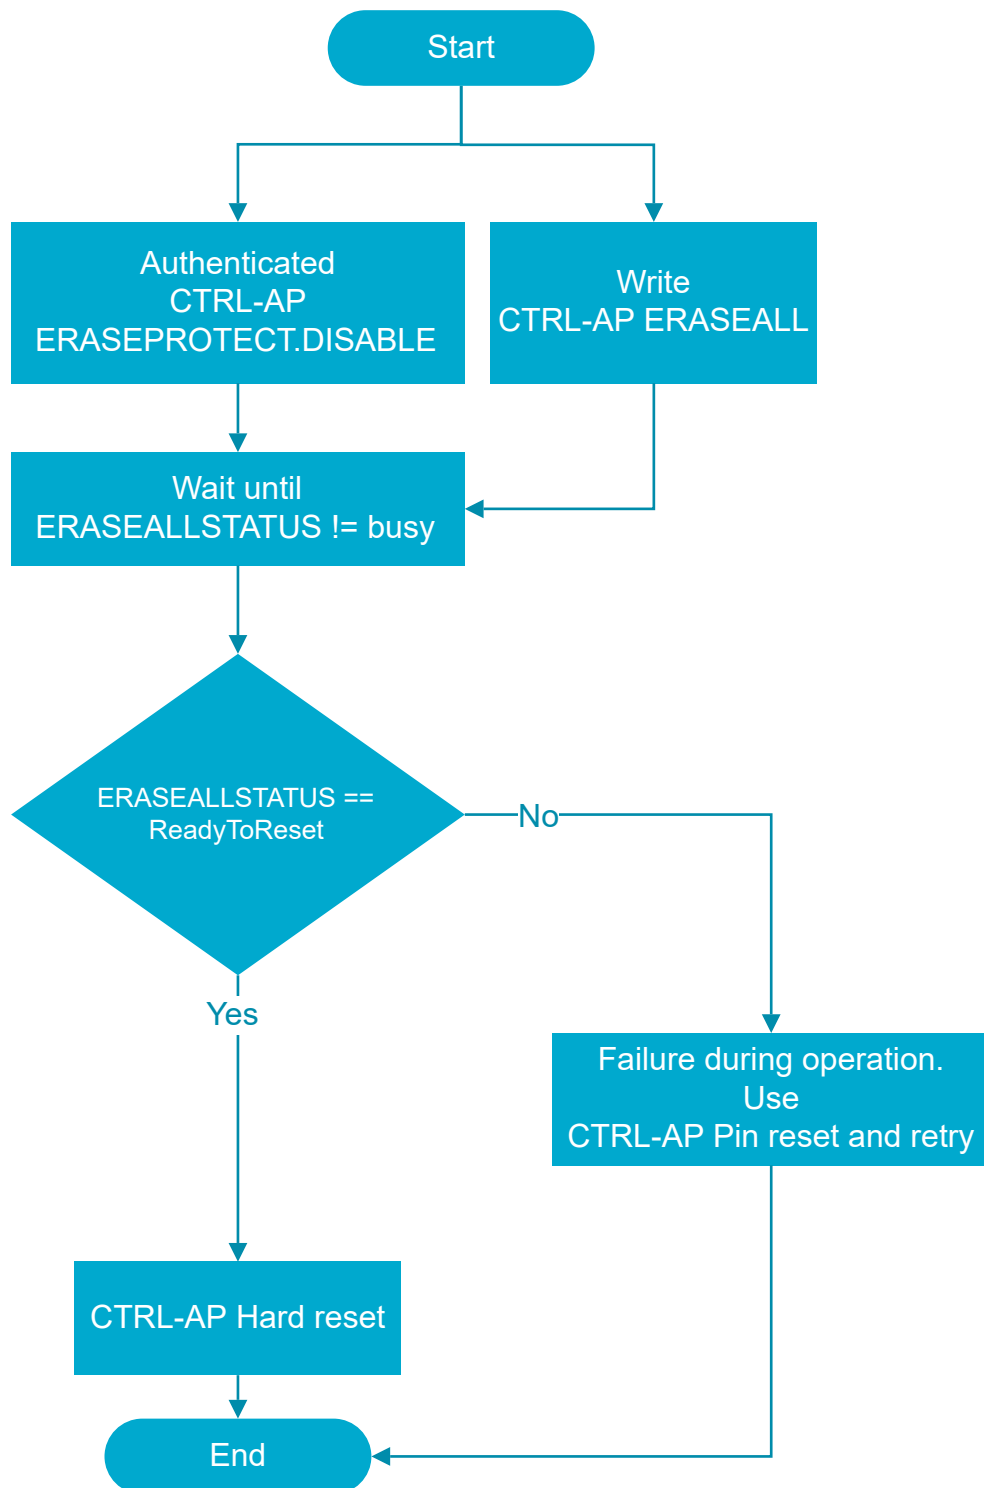 Start
Authenticated
CTRL-AP
ERASEPROTECT.DISABLE
Write
CTRL-AP ERASEALL
Wait until
ERASEALLSTATUS != busy
ERASEALLSTATUS ==
ReadyToReset
No
Yes
Failure during operation.
Use
CTRL-AP Pin reset and retry
CTRL-AP Hard reset
End